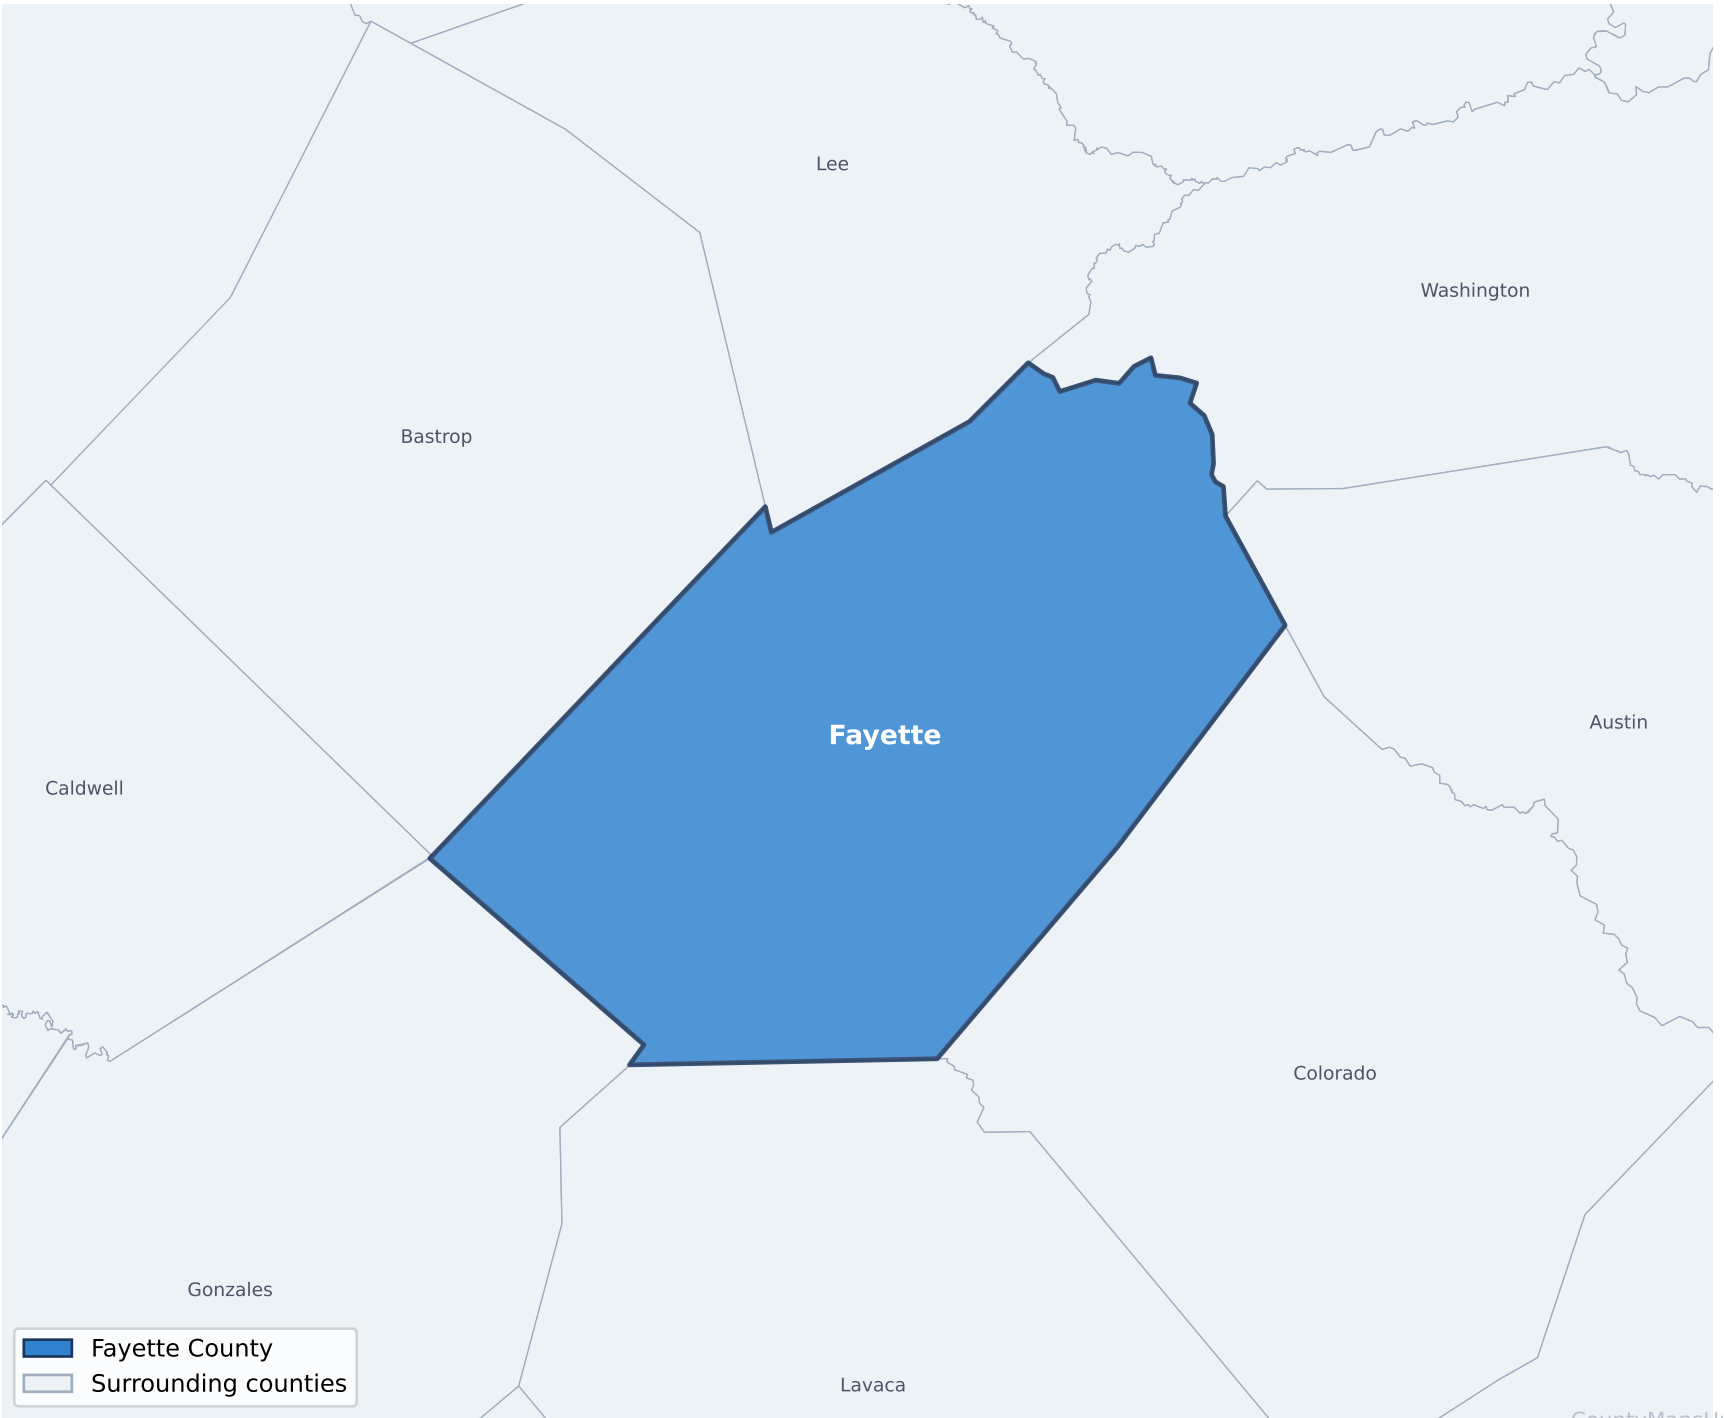 Lee
Washington
Bastrop
Austin
Fayette
Caldwell
Colorado
Gonzales
Lavaca
Fayette County
Surrounding counties